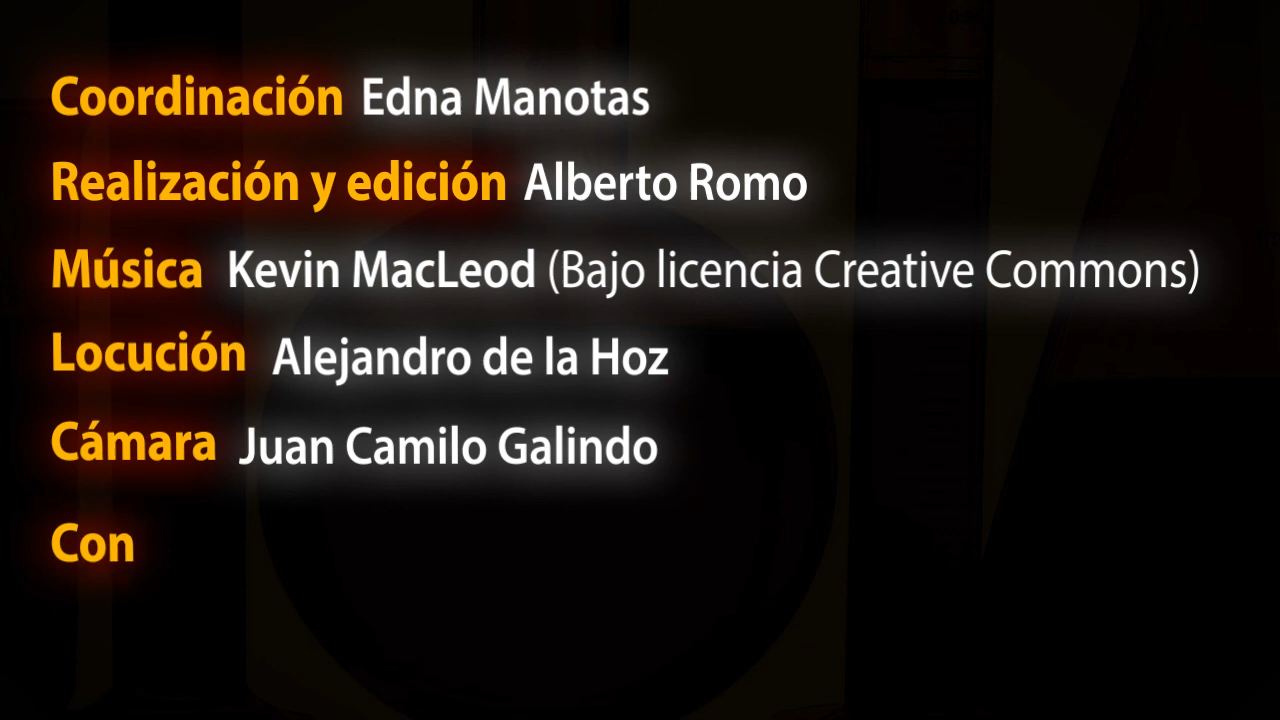 Coordinación Edna Manotas
Realización y edición Alberto Romo
Música Kevin MacLeod (Bajo licencia Creative Commons)
Locución Alejandro de la Hoz
Cámara Juan Camilo Galindo
Con